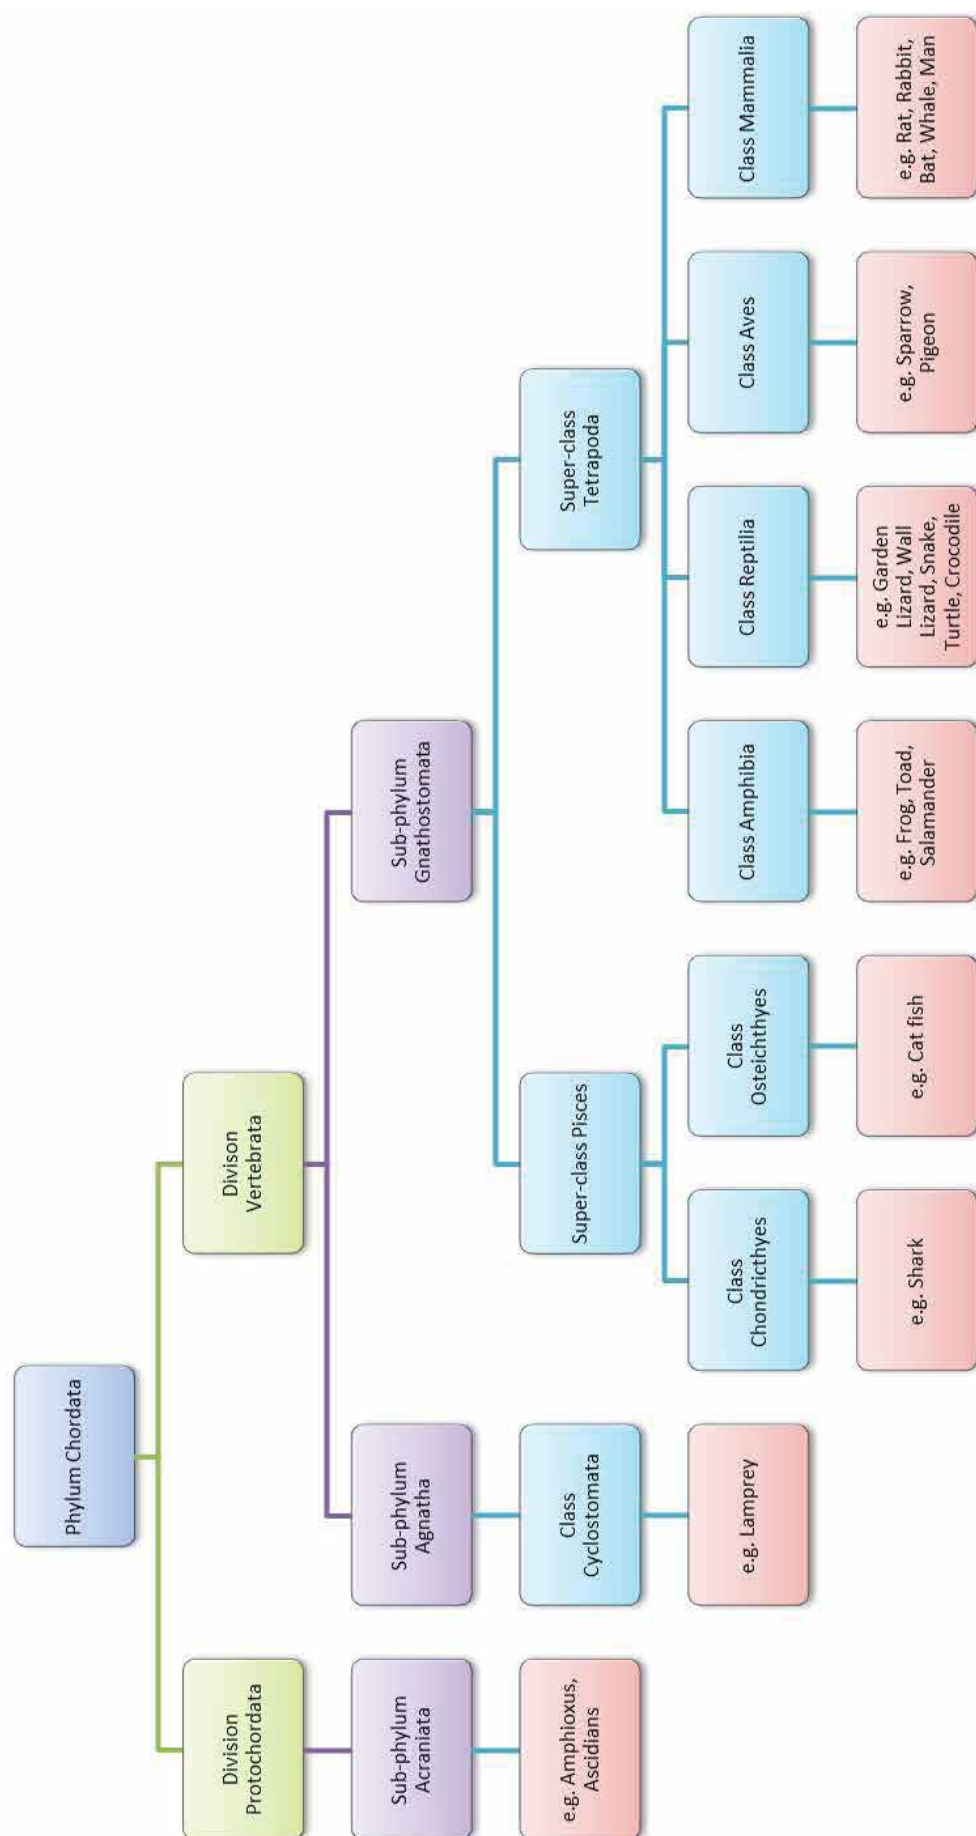 Phylum Chordata
Division
Protochordata
Divison
Vertebrata
Sub-phylum
Acraniata
Sub-phylum
Agnatha
Sub-phylum
Gnathostomata
e.g. Amphioxus,
Ascidians
Class
Cyclostomata
Super-class Pisces
Super-class
Tetrapoda
e.g. Lamprey
Class
Chondricthyes
Class
Osteichthyes
Class Amphibia
Class Reptilia
Class Aves
Class Mammalia
e.g. Shark
e.g. Cat fish
e.g. Frog, Toad,
Salamander
e.g. Garden
Lizard, Wall
Lizard, Snake,
Turtle, Crocodile
e.g. Sparrow,
Pigeon
e.g. Rat, Rabbit,
Bat, Whale, Man